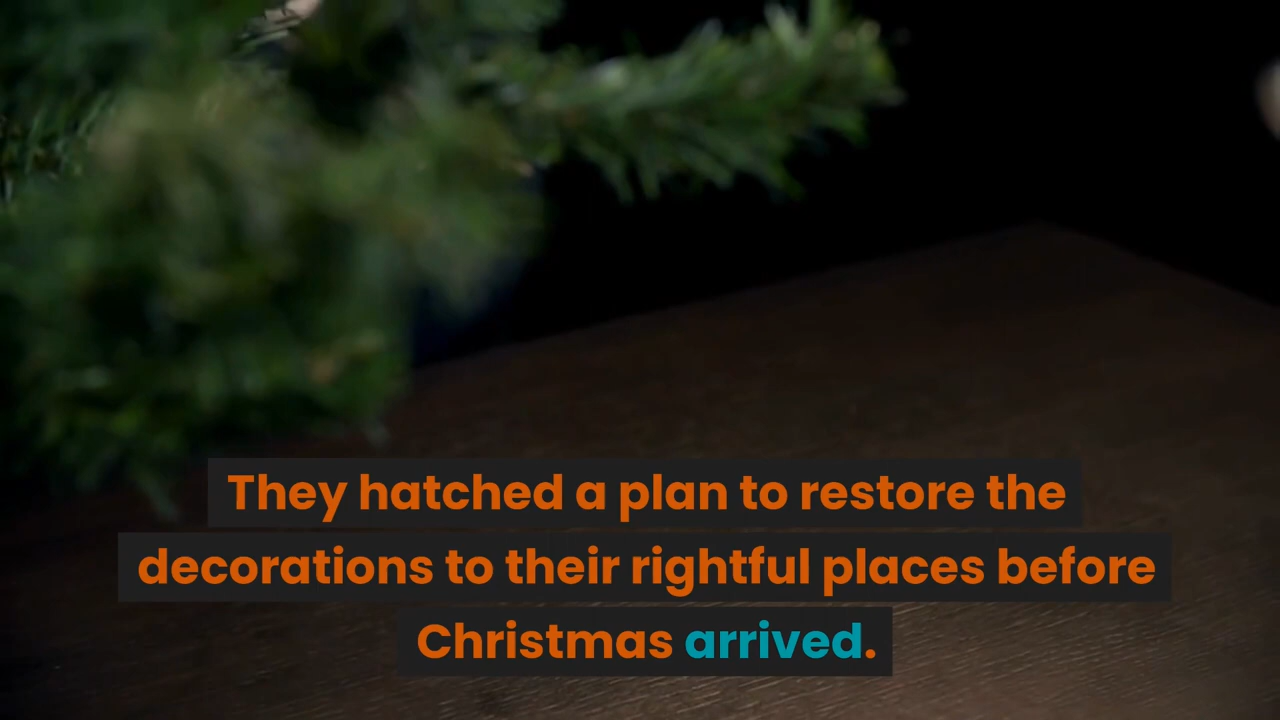 They hatched a plan to restore the
decorations to their rightful places before
Christmas arrived.